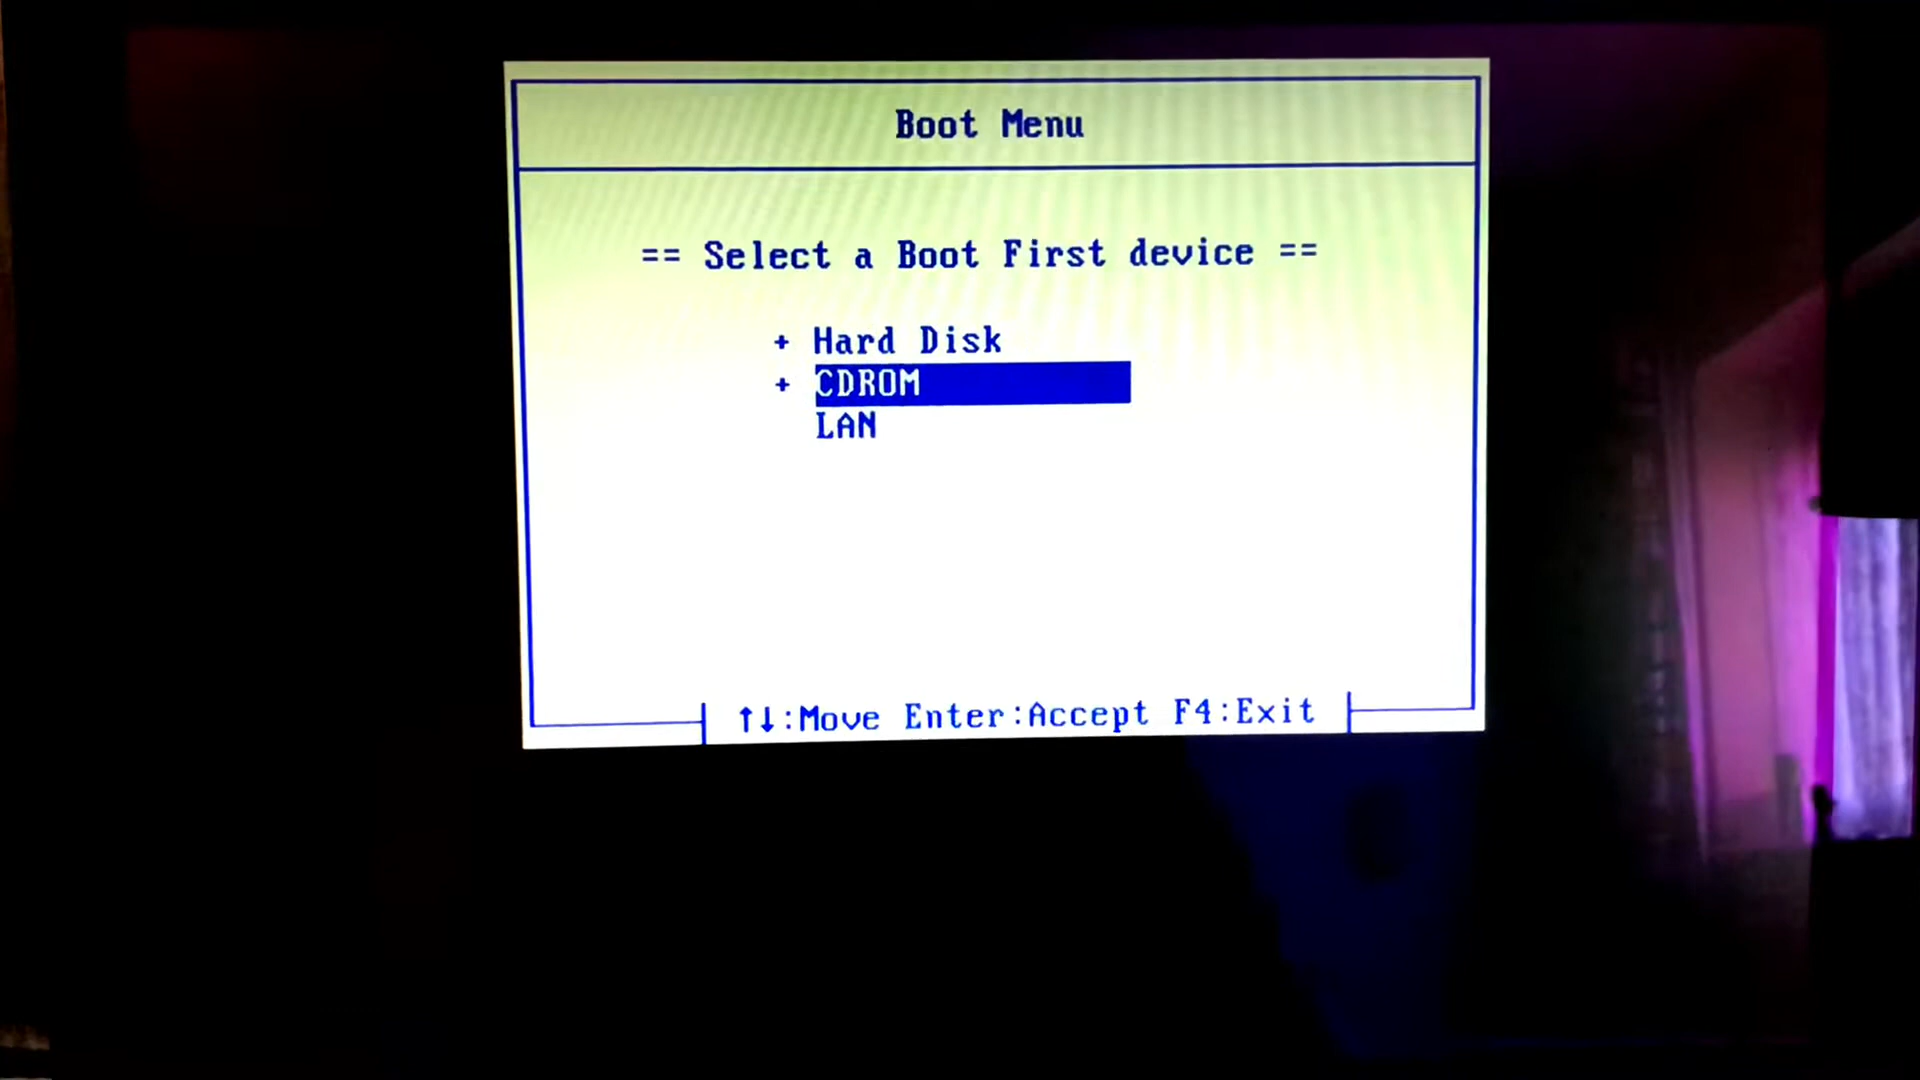 Boot Menu
== Select a Boot First device ==
+ Hard Disk
+ CDROM
LAN
↑↓:Move Enter:Accept F4:Exit